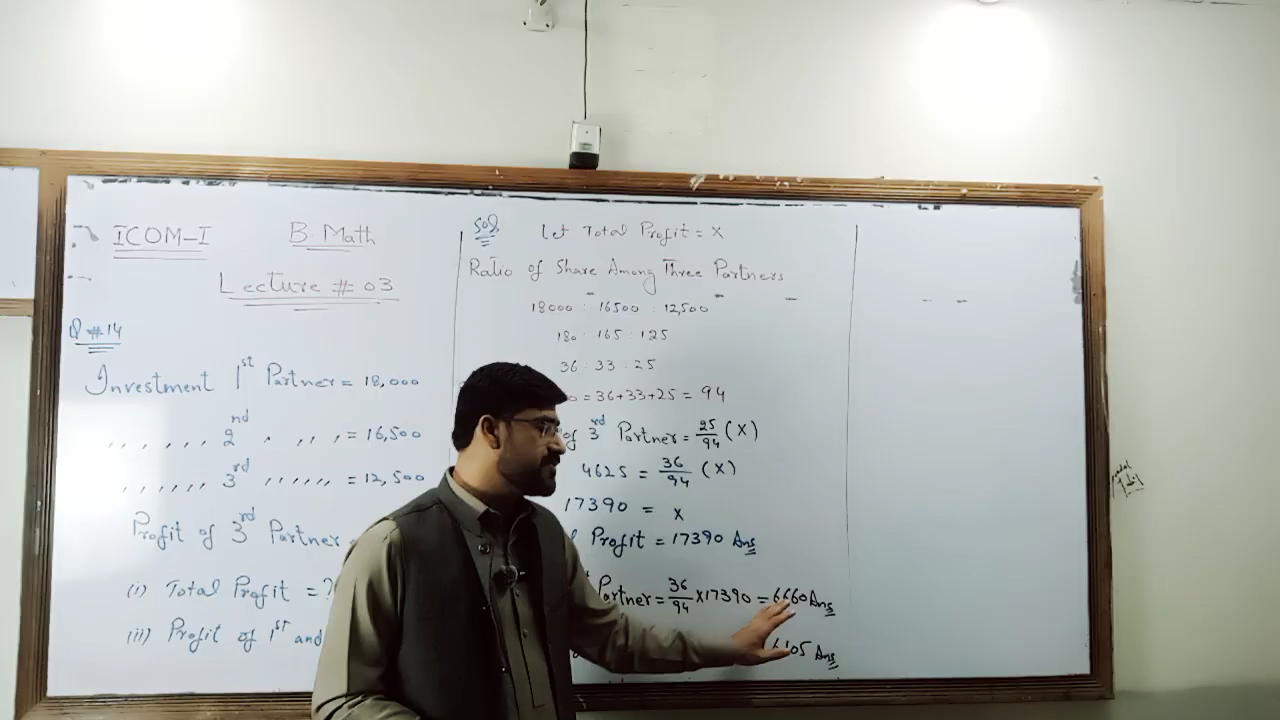 ICOM-I B. Math
Lecture # 03
Q #14
Investment 1st Partner = 18,000
,, ,, ,, 2nd ,, ,, ,, = 16,500
,, ,, ,, 3rd ,, ,, ,, = 12,500
Profit of 3rd Partner =
(i) Total Profit = ?
(ii) Profit of 1st and
Sol Let Total Profit = X
Ratio of Share Among Three Partners
18000 : 16500 : 12,500
180 : 165 : 125
36 : 33 : 25
= 36+33+25 = 94
of 3rd Partner = 25/94 (X)
4625 = 36/94 (X)
17390 = X
Profit = 17390 Ans
Partner = 36/94 X 17390 = 6660 Ans
6105 Ans